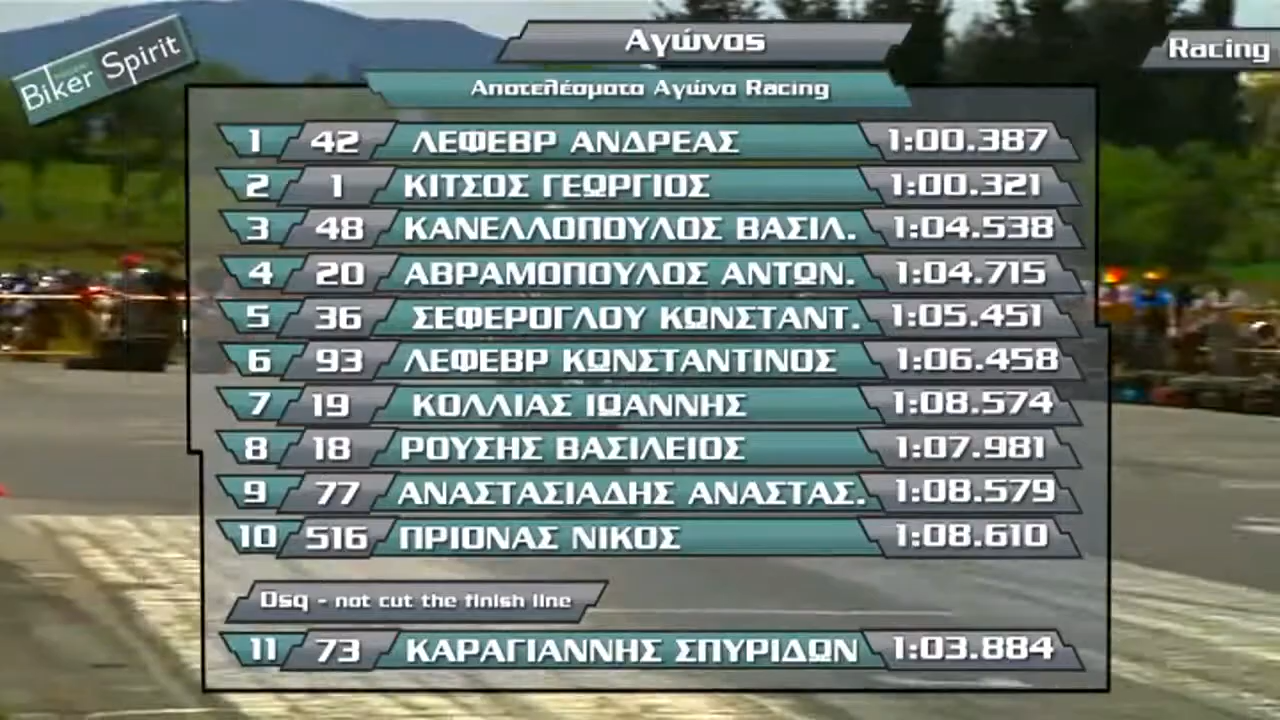 Biker Spirit
Αγώνας
Racing
Αποτελέσματα Αγώνα Racing
1 42 ΛΕΦΕΒΡ ΑΝΔΡΕΑΣ 1:00.387
2 1 ΚΙΤΣΟΣ ΓΕΩΡΓΙΟΣ 1:00.321
3 48 ΚΑΝΕΛΛΟΠΟΥΛΟΣ ΒΑΣΙΛ. 1:04.538
4 20 ΑΒΡΑΜΟΠΟΥΛΟΣ ΑΝΤΩΝ. 1:04.715
5 36 ΣΕΦΕΡΟΓΛΟΥ ΚΩΝΣΤΑΝΤ. 1:05.451
6 93 ΛΕΦΕΒΡ ΚΩΝΣΤΑΝΤΙΝΟΣ 1:06.458
7 19 ΚΟΛΛΙΑΣ ΙΩΑΝΝΗΣ 1:08.574
8 18 ΡΟΥΣΗΣ ΒΑΣΙΛΕΙΟΣ 1:07.981
9 77 ΑΝΑΣΤΑΣΙΑΔΗΣ ΑΝΑΣΤΑΣ. 1:08.579
10 516 ΠΡΙΟΝΑΣ ΝΙΚΟΣ 1:08.610
Dsq - not cut the finish line
11 73 ΚΑΡΑΓΙΑΝΝΗΣ ΣΠΥΡΙΔΩΝ 1:03.884